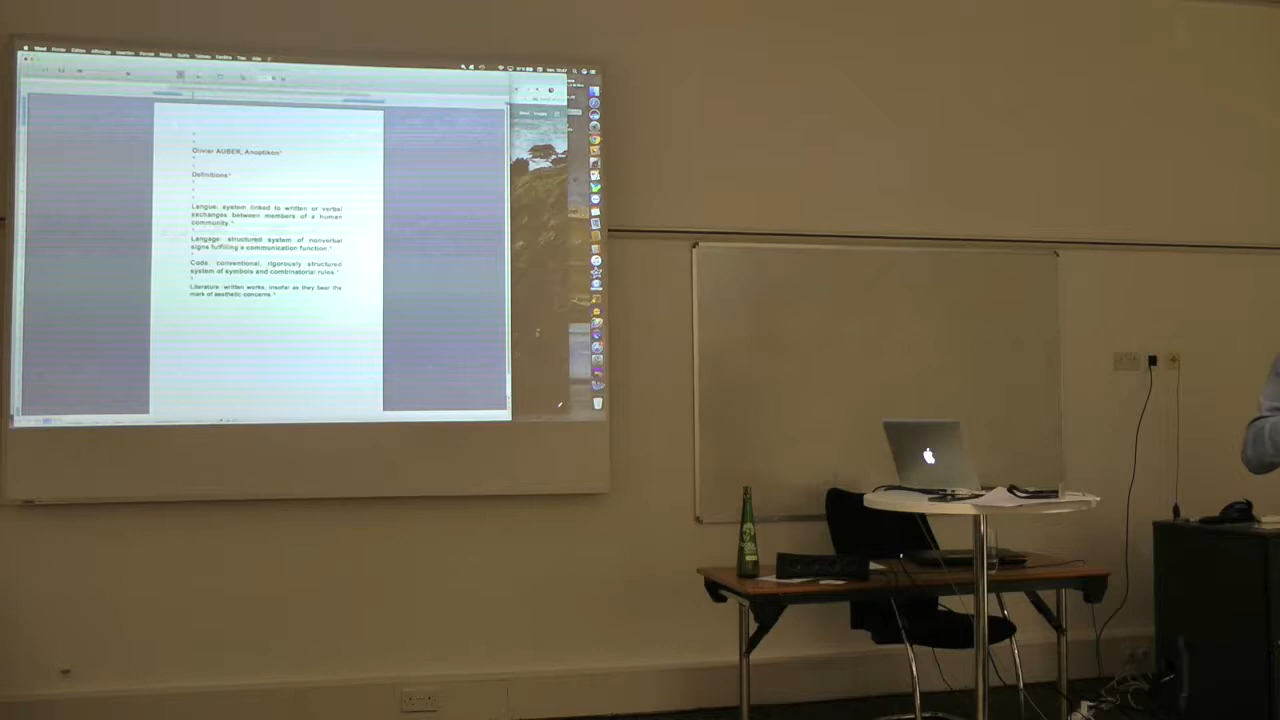 Olivier AUBER, Anoptikon
Definitions
Langue: system linked to written or verbal
exchanges between members of a human
community.
Langage: structured system of nonverbal
signs fulfilling a communication function.
Code: conventional, rigorously structured
system of symbols and combinatorial rules.
Literature: written works, insofar as they bear the
mark of aesthetic concerns.